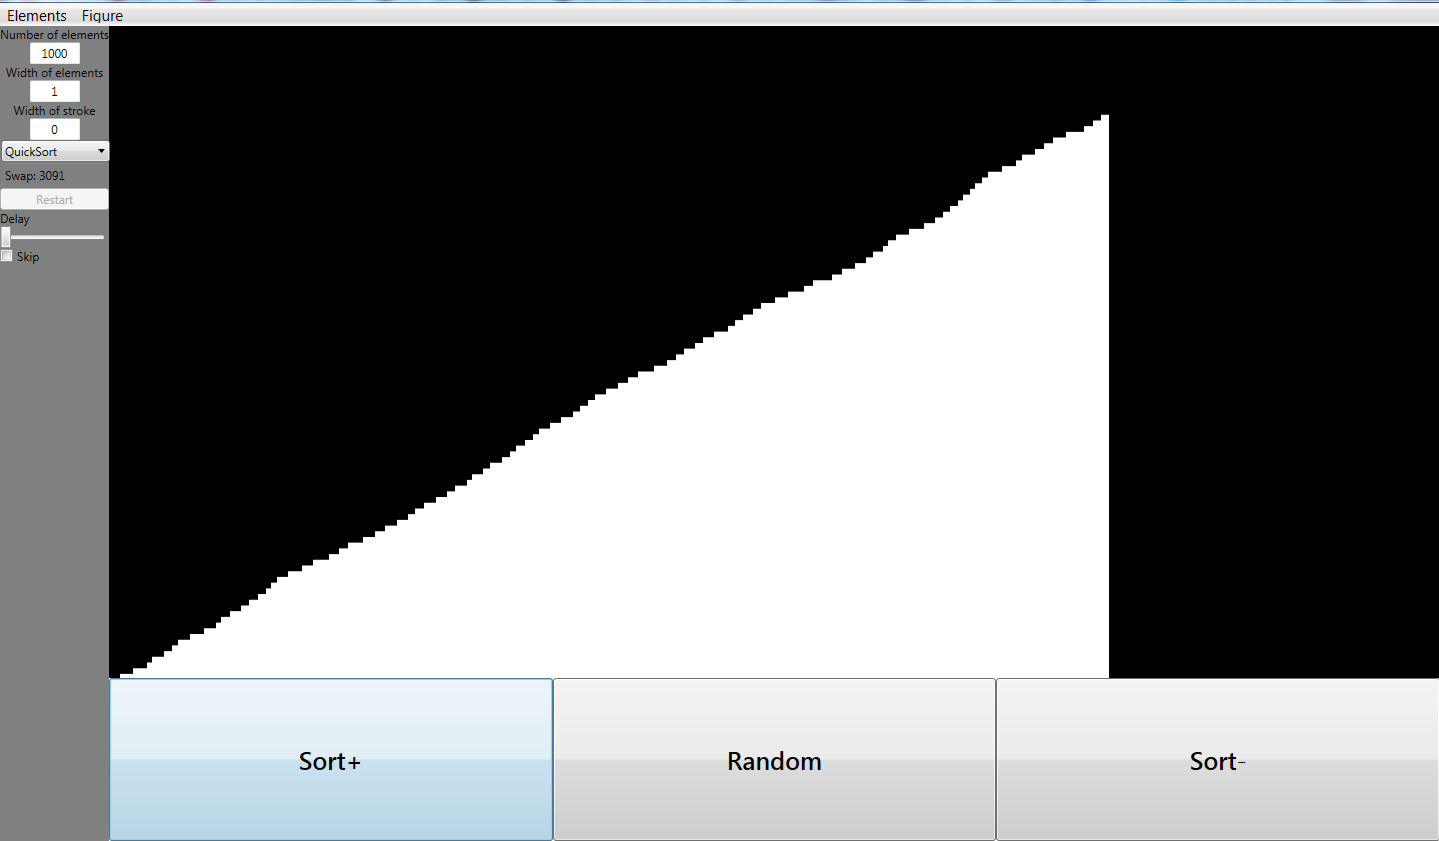 Elements Figure
Number of elements
1000
Width of elements
1
Width of stroke
0
QuickSort
Swap: 3091
Restart
Delay
Skip
Sort+ Random Sort-